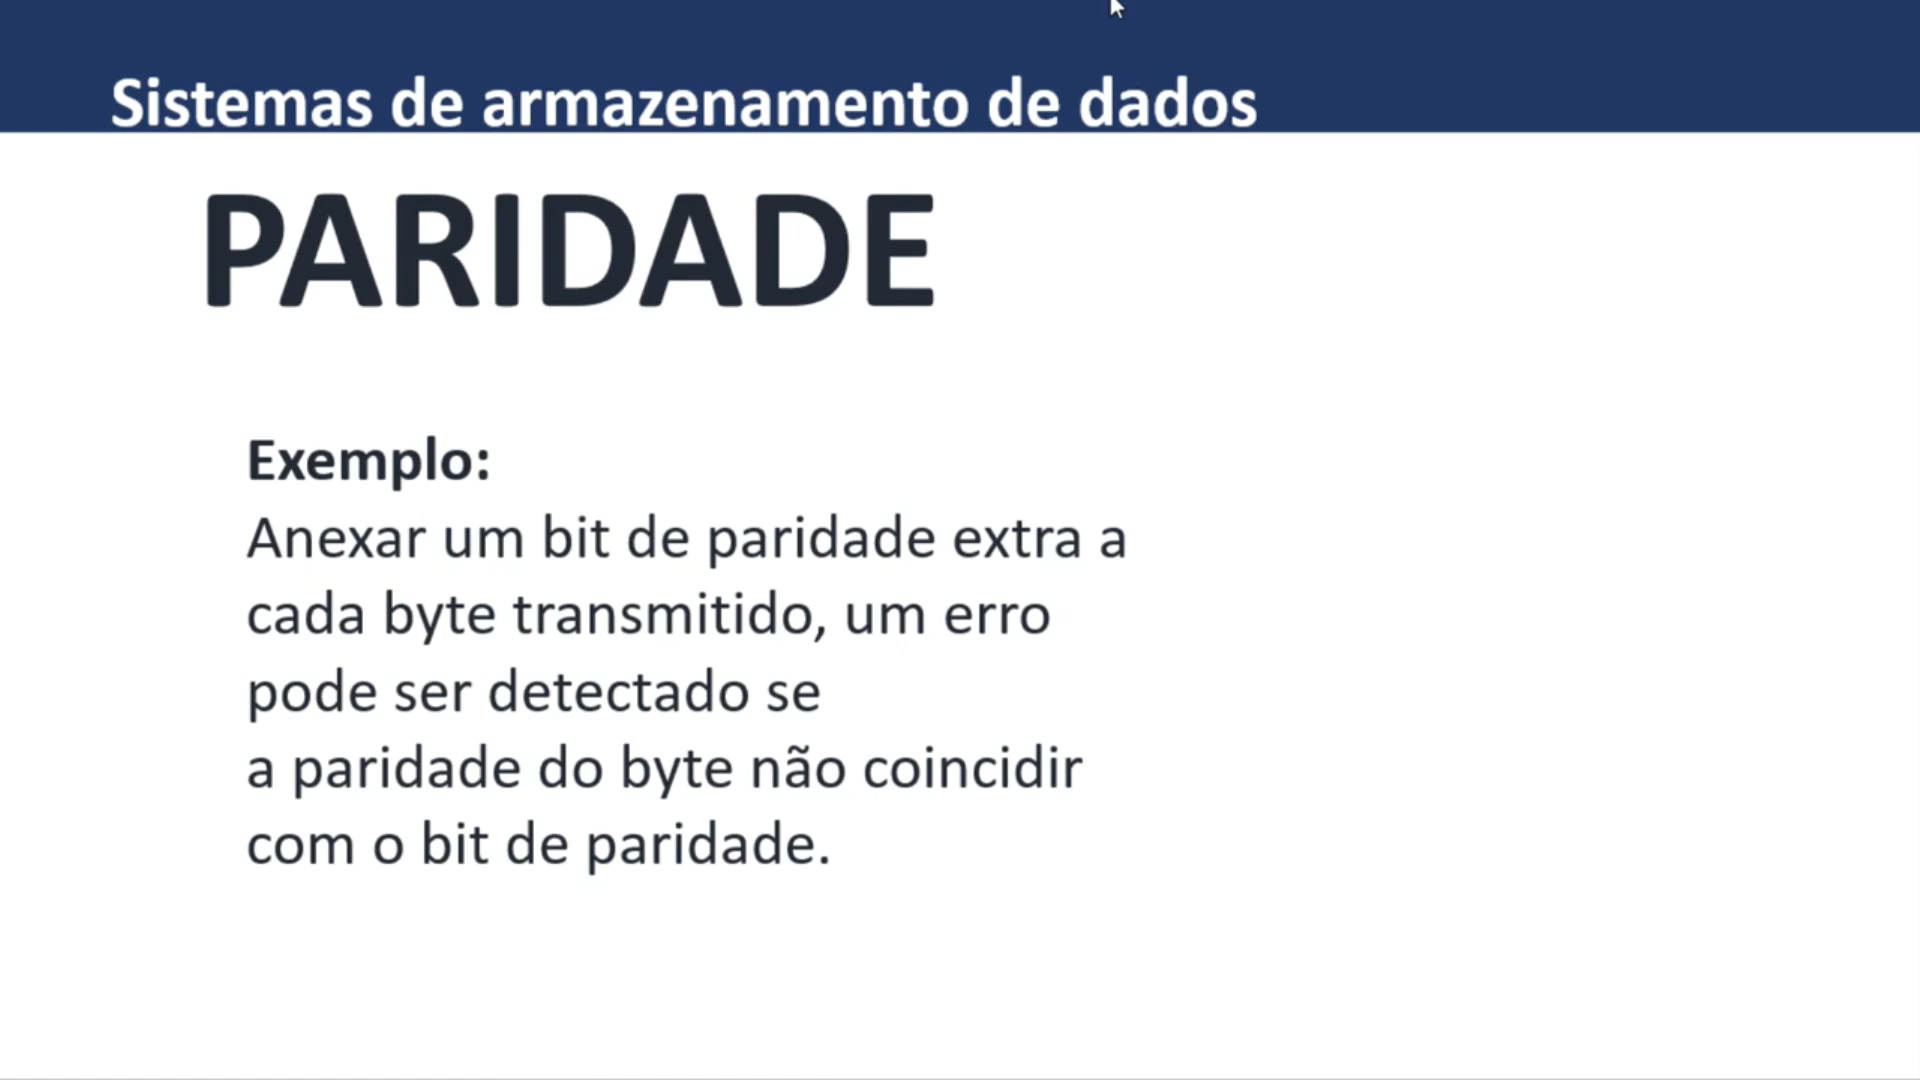 Sistemas de armazenamento de dados
PARIDADE
Exemplo:
Anexar um bit de paridade extra a
cada byte transmitido, um erro
pode ser detectado se
a paridade do byte não coincidir
com o bit de paridade.